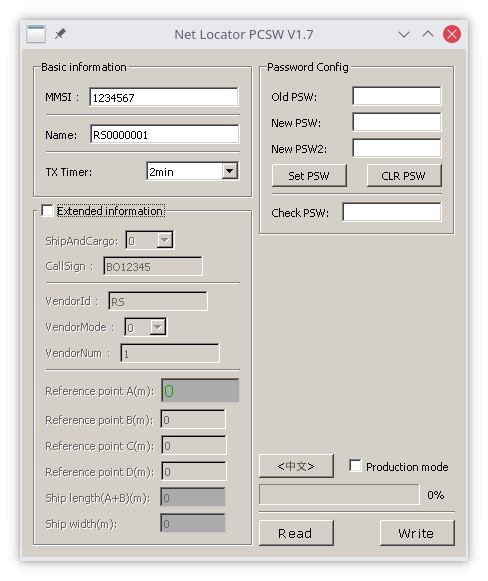 Net Locator PCSW V1.7
Basic information
MMSI : 1234567
Name: RS0000001
TX Timer: 2min
Extended information
ShipAndCargo: 0
CallSign : BO12345
VendorId : RS
VendorMode : 0
VendorNum : 1
Reference point A(m): 0
Reference point B(m): 0
Reference point C(m): 0
Reference point D(m): 0
Ship length(A+B)(m): 0
Ship width(m): 0
Password Config
Old PSW:
New PSW:
New PSW2:
Set PSW CLR PSW
Check PSW:
<中文> Production mode
0%
Read Write